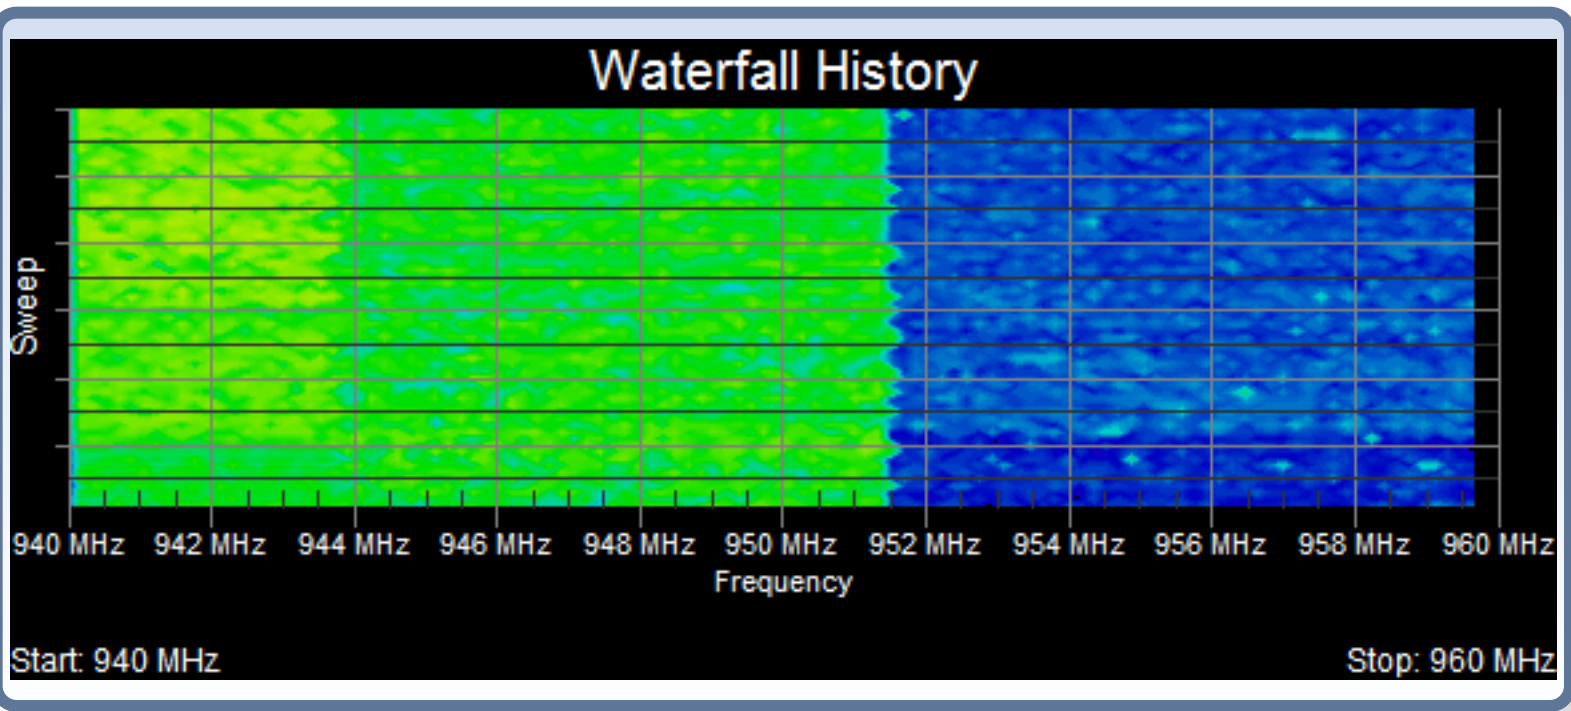 Waterfall History
Sweep
940 MHz 942 MHz 944 MHz 946 MHz 948 MHz 950 MHz 952 MHz 954 MHz 956 MHz 958 MHz 960 MHz
Frequency
Start: 940 MHz Stop: 960 MHz